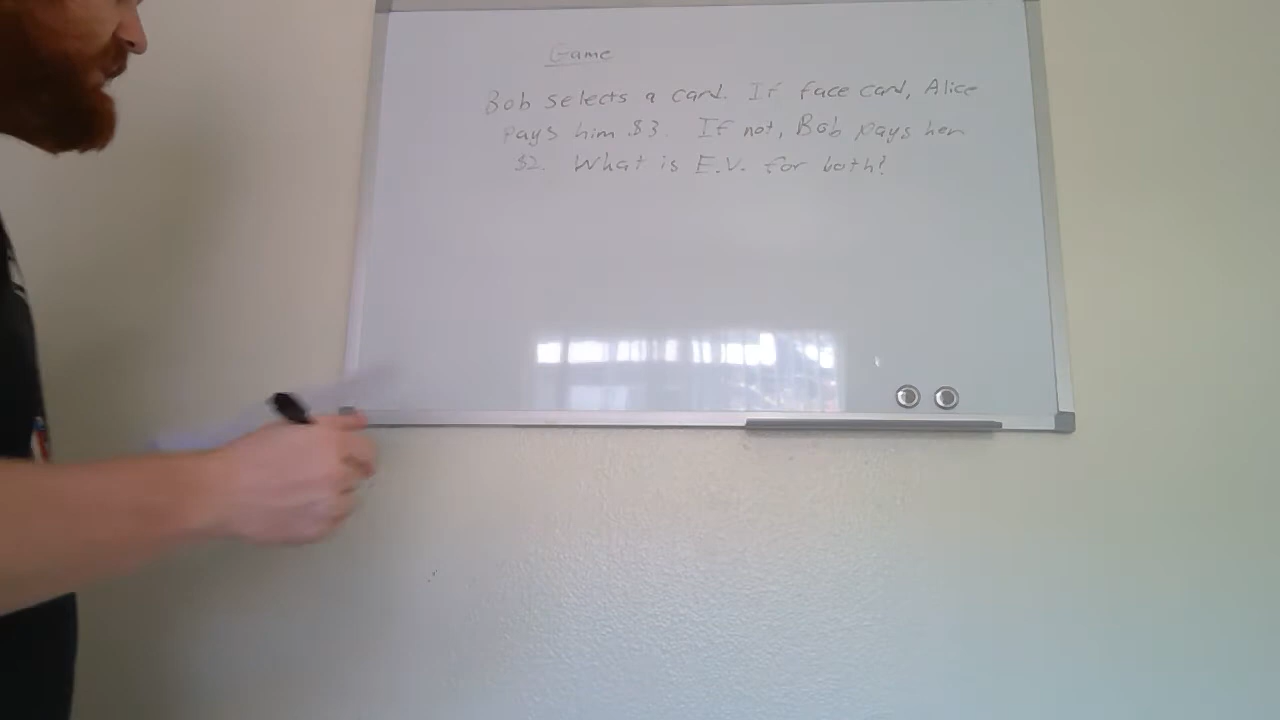 Game
Bob selects a card. If face card, Alice
pays him $3. If not, Bob pays her
$2. What is E.V. for both?